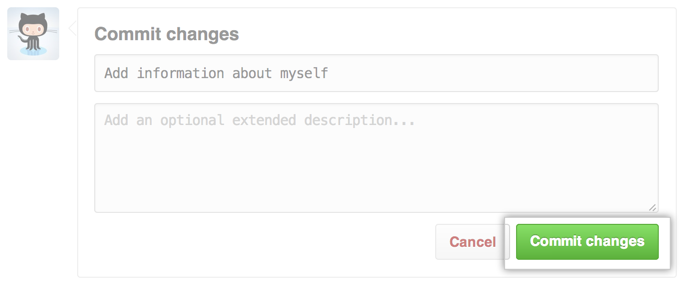 Commit changes
Add information about myself
Add an optional extended description...
Cancel
Commit changes